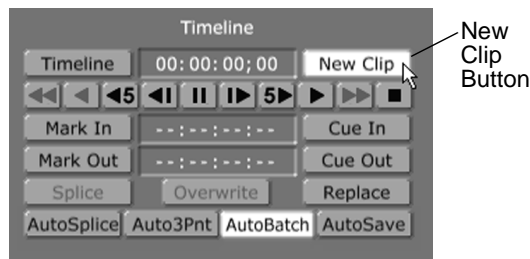 Timeline
Timeline 00:00:00;00 New Clip
5 5
Mark In --:--:--:-- Cue In
Mark Out --:--:--:-- Cue Out
Splice Overwrite Replace
AutoSplice Auto3Pnt AutoBatch AutoSave
New
Clip
Button